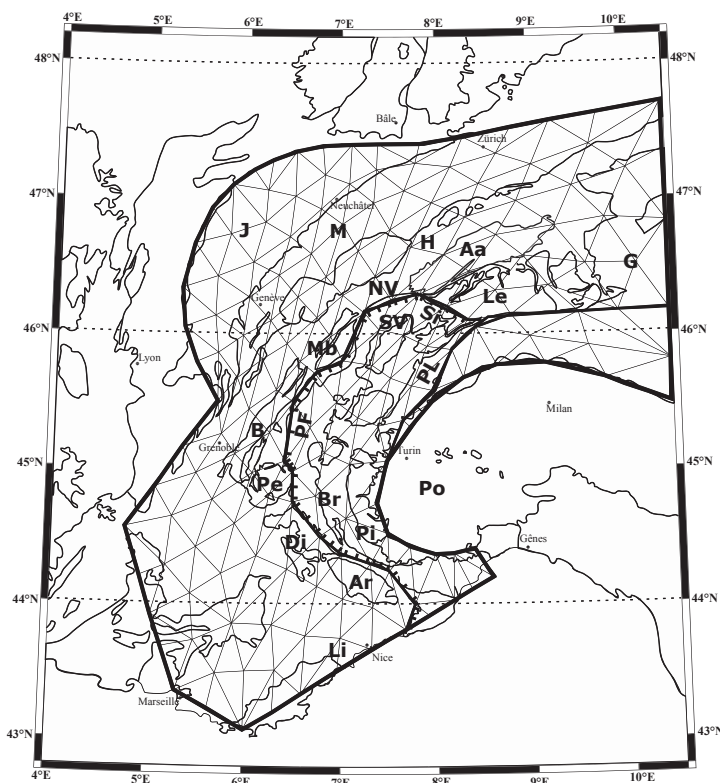 4°E 5°E 6°E 7°E 8°E 9°E 10°E
48°N 48°N
Bâle
Zürich
47°N 47°N
Neuchâtel
J M H Aa G
NV Le
Genève
SV Si
46°N 46°N
Mb
Lyon
PL
Milan
PF
B
Grenoble
Turin
45°N 45°N
Pe Br Po
Pi
Dj Gênes
Ar
44°N 44°N
Li
Nice
Marseille
43°N 43°N
4°E 5°E 6°E 7°E 8°E 9°E 10°E